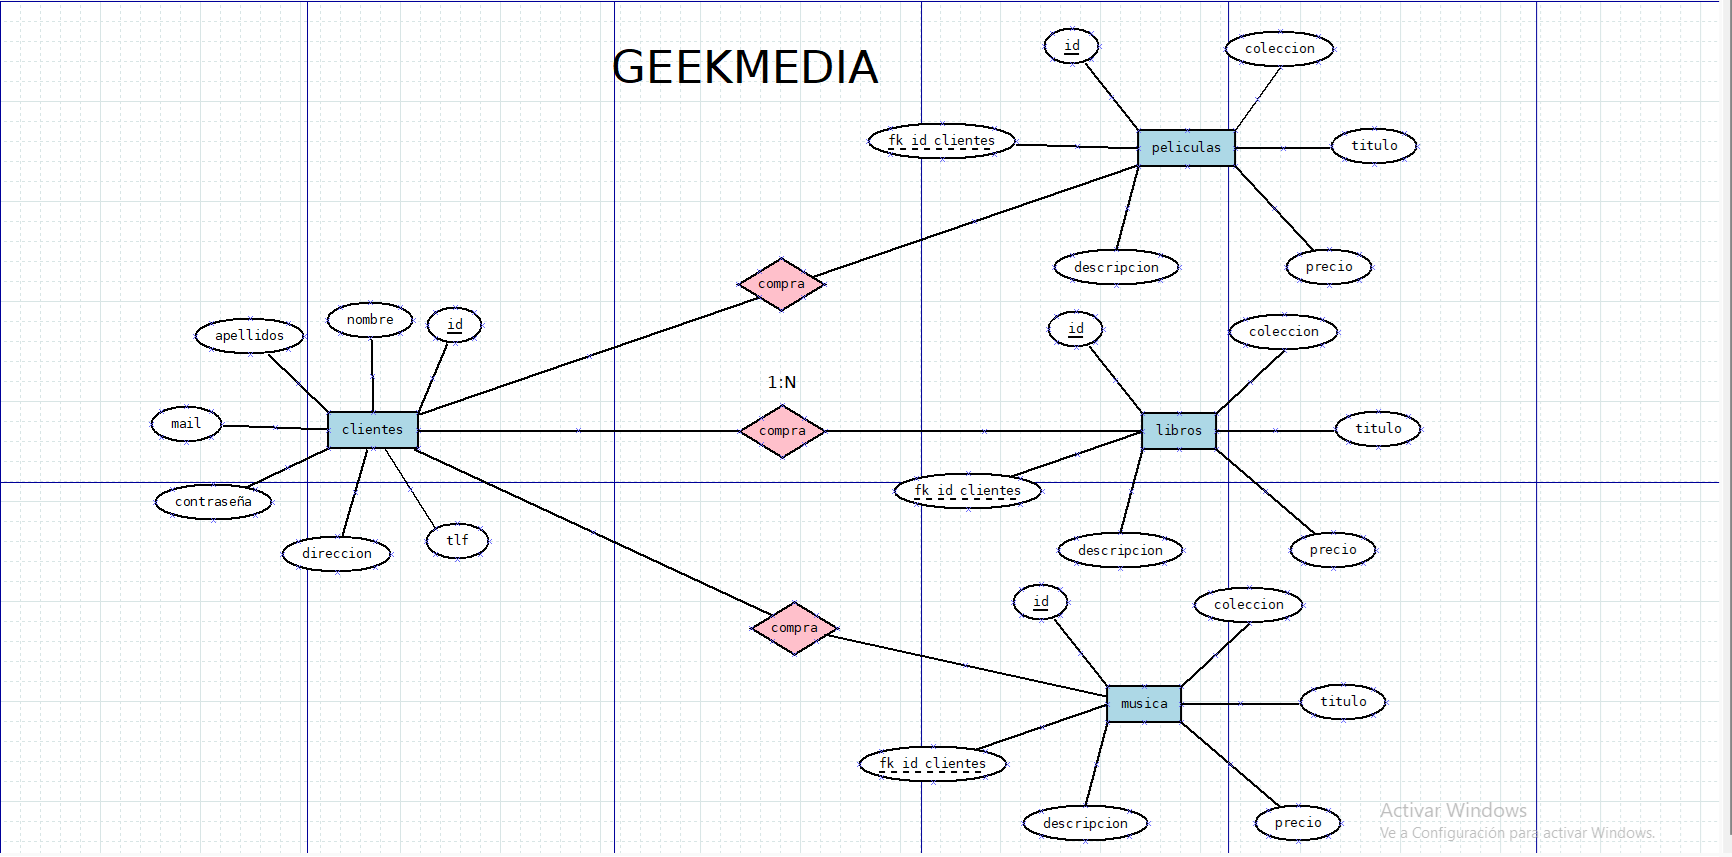 GEEKMEDIA
id
coleccion
fk id clientes
peliculas
titulo
descripcion
precio
compra
apellidos
nombre
id
mail
clientes
contraseña
direccion
tlf
1:N
compra
id
coleccion
libros
titulo
fk id clientes
descripcion
precio
compra
id
coleccion
musica
titulo
fk id clientes
descripcion
precio
Activar Windows
Ve a Configuración para activar Windows.